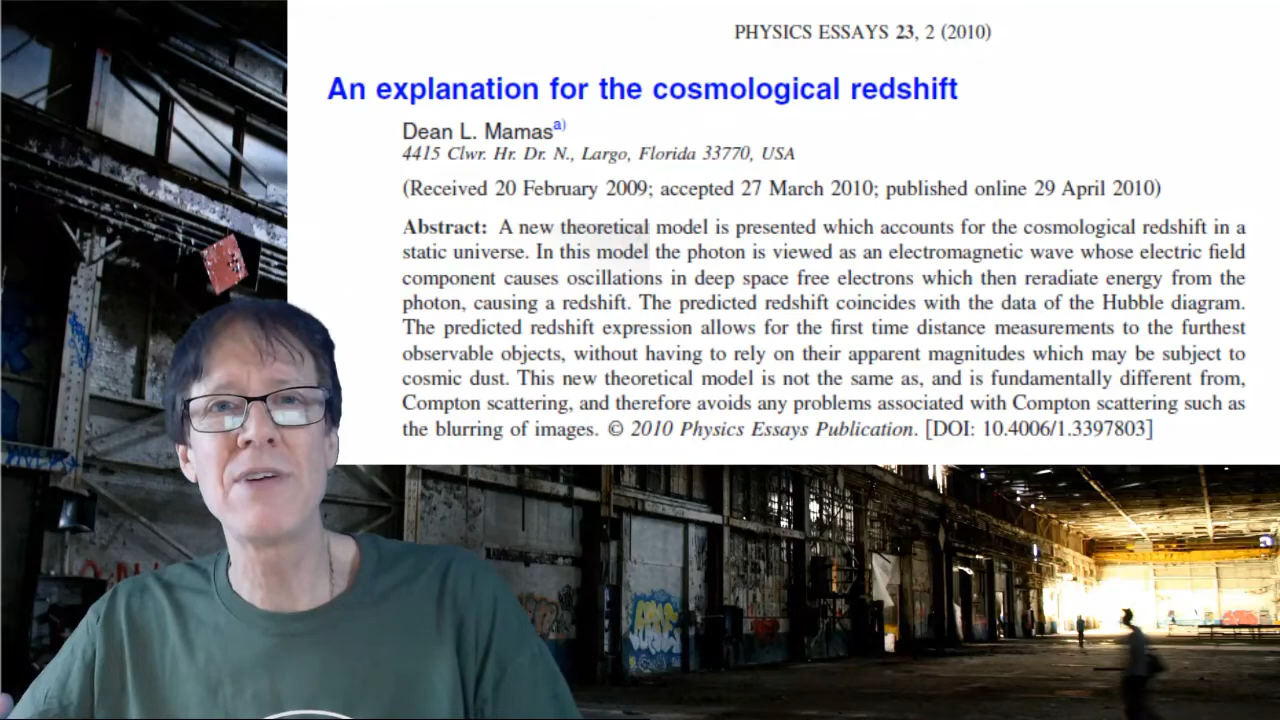 PHYSICS ESSAYS 23, 2 (2010)
An explanation for the cosmological redshift
Dean L. Mamas a)
4415 Clwr. Hr. Dr. N., Largo, Florida 33770, USA
(Received 20 February 2009; accepted 27 March 2010; published online 29 April 2010)
Abstract: A new theoretical model is presented which accounts for the cosmological redshift in a
static universe. In this model the photon is viewed as an electromagnetic wave whose electric field
component causes oscillations in deep space free electrons which then reradiate energy from the
photon, causing a redshift. The predicted redshift coincides with the data of the Hubble diagram.
The predicted redshift expression allows for the first time distance measurements to the furthest
observable objects, without having to rely on their apparent magnitudes which may be subject to
cosmic dust. This new theoretical model is not the same as, and is fundamentally different from,
Compton scattering, and therefore avoids any problems associated with Compton scattering such as
the blurring of images. © 2010 Physics Essays Publication. [DOI: 10.4006/1.3397803]